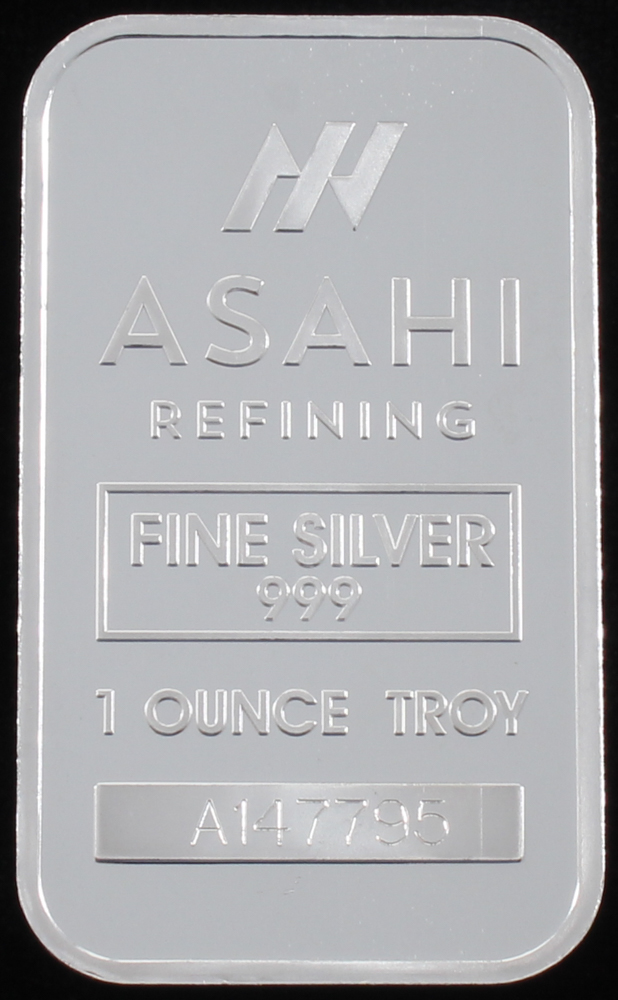 ASAHI
REFINING
FINE SILVER
999
1 OUNCE TROY
A147795